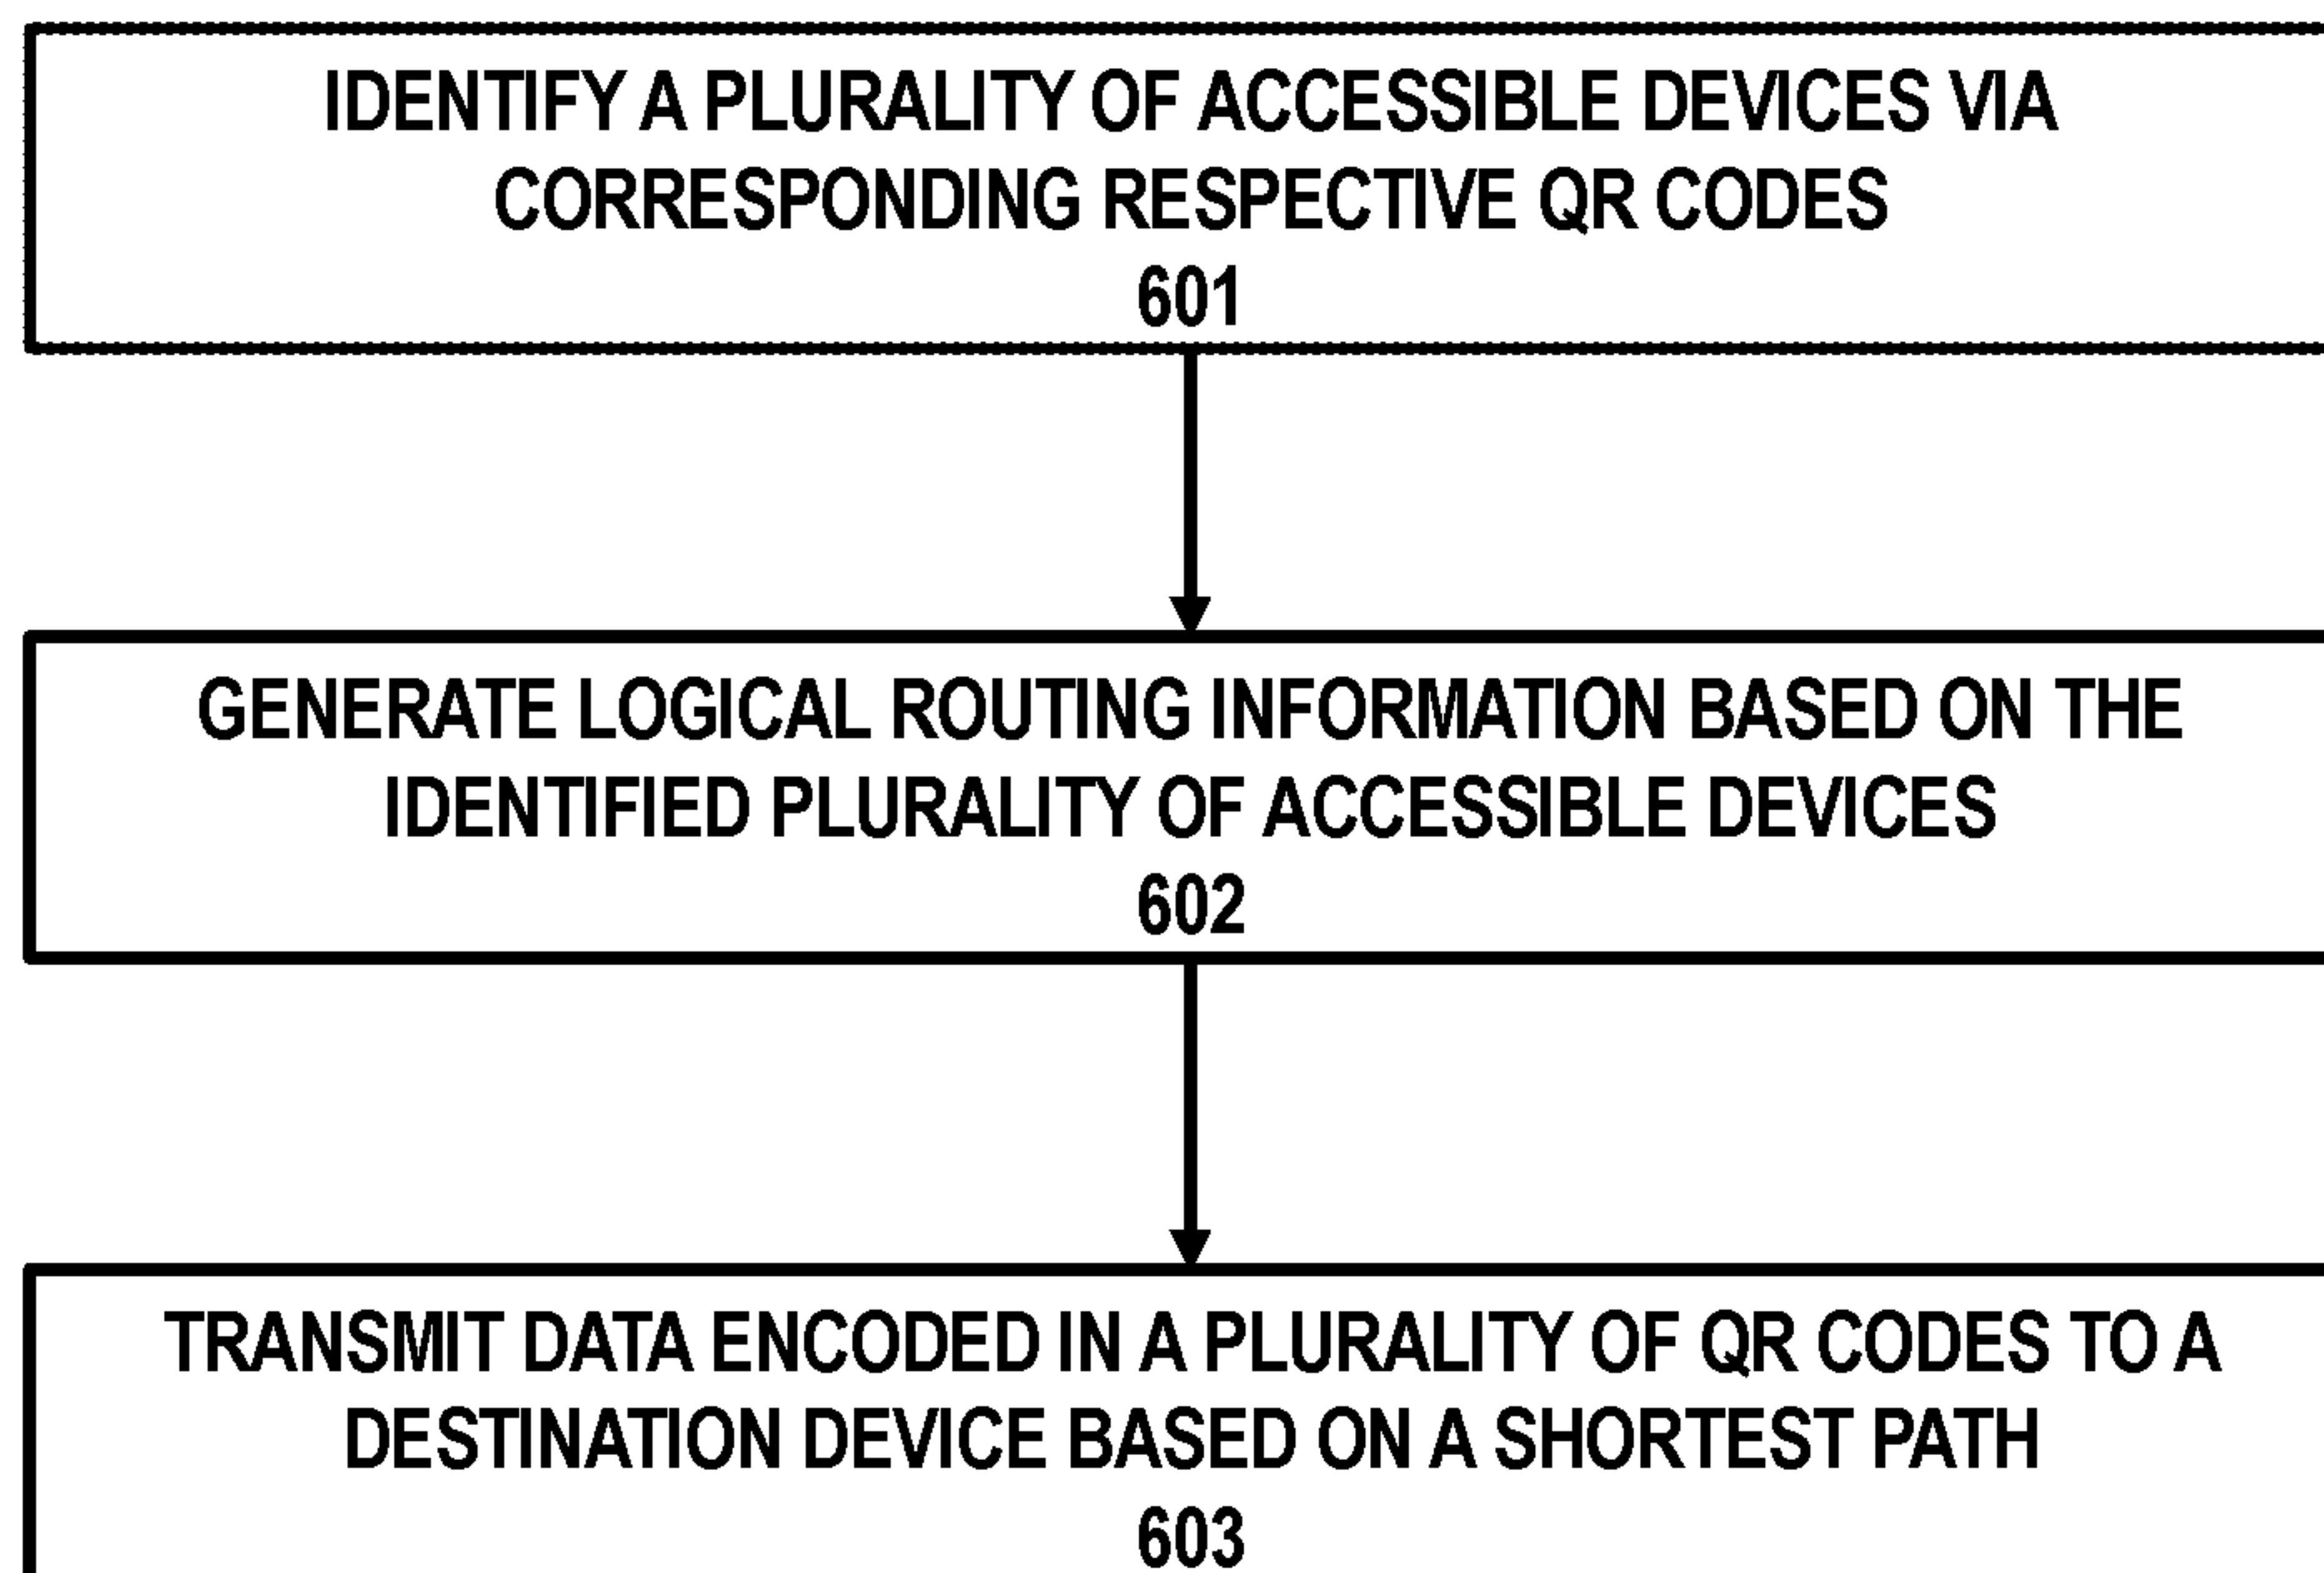 IDENTIFY A PLURALITY OF ACCESSIBLE DEVICES VIA
CORRESPONDING RESPECTIVE QR CODES
601
GENERATE LOGICAL ROUTING INFORMATION BASED ON THE
IDENTIFIED PLURALITY OF ACCESSIBLE DEVICES
602
TRANSMIT DATA ENCODED IN A PLURALITY OF QR CODES TO A
DESTINATION DEVICE BASED ON A SHORTEST PATH
603